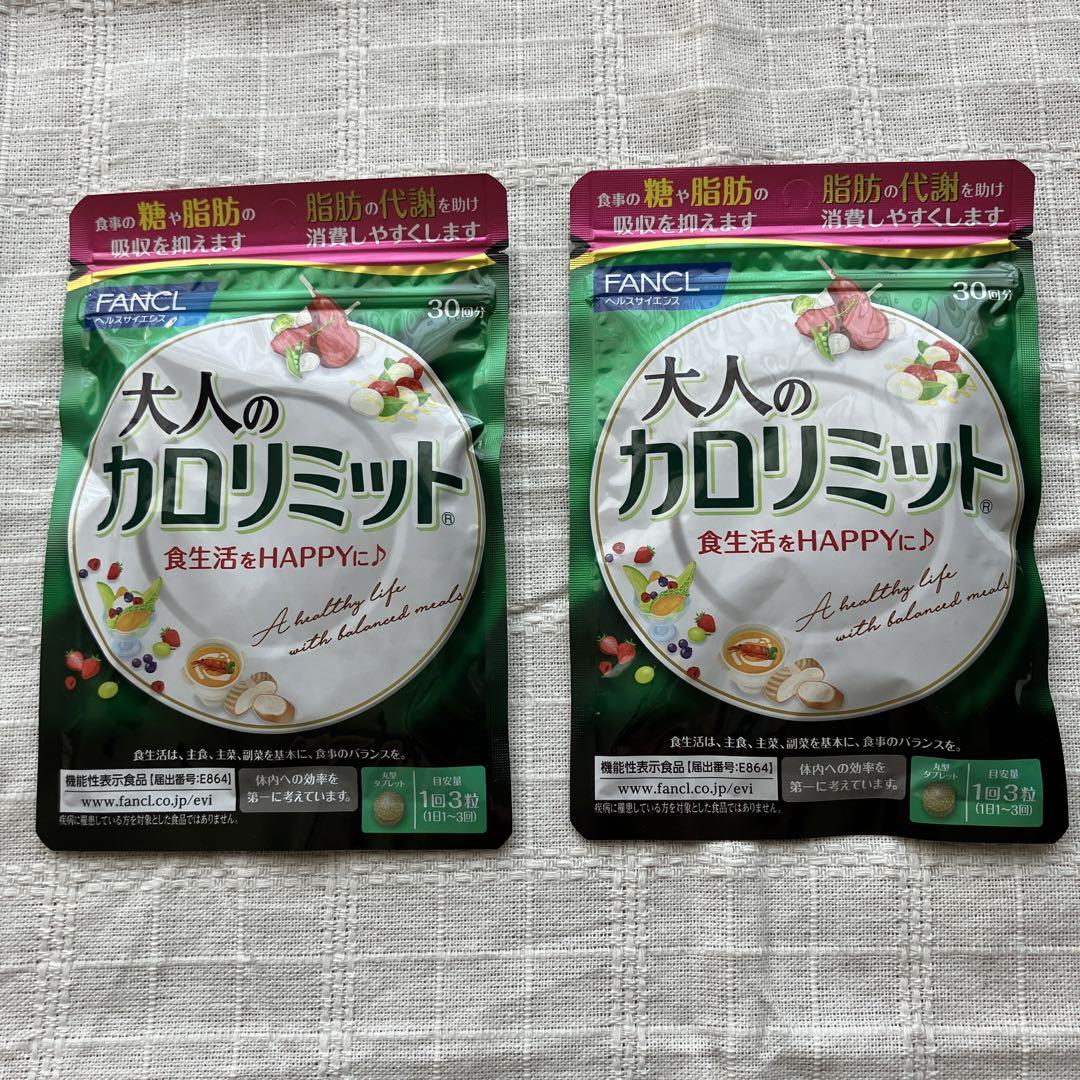 食事の糖や脂肪の
吸収を抑えます
脂肪の代謝を助け
消費しやすくします
FANCL
ヘルスサイエンス
30回分
大人の
カロリミット®
食生活をHAPPYに♪
A healthy life
with balanced meals
食生活は、主食、主菜、副菜を基本に、食事のバランスを。
機能性表示食品【届出番号:E864】
www.fancl.co.jp/evi
体内への効率を
第一に考えています。
丸型
タブレット
目安量
1回3粒
(1日1~3回)
疾病に罹患している方を対象とした食品ではありません。
食事の糖や脂肪の
吸収を抑えます
脂肪の代謝を助け
消費しやすくします
FANCL
ヘルスサイエンス
30回分
大人の
カロリミット®
食生活をHAPPYに♪
A healthy life
with balanced meals
食生活は、主食、主菜、副菜を基本に、食事のバランスを。
機能性表示食品【届出番号:E864】
www.fancl.co.jp/evi
体内への効率を
第一に考えています。
丸型
タブレット
目安量
1回3粒
(1日1~3回)
疾病に罹患している方を対象とした食品ではありません。